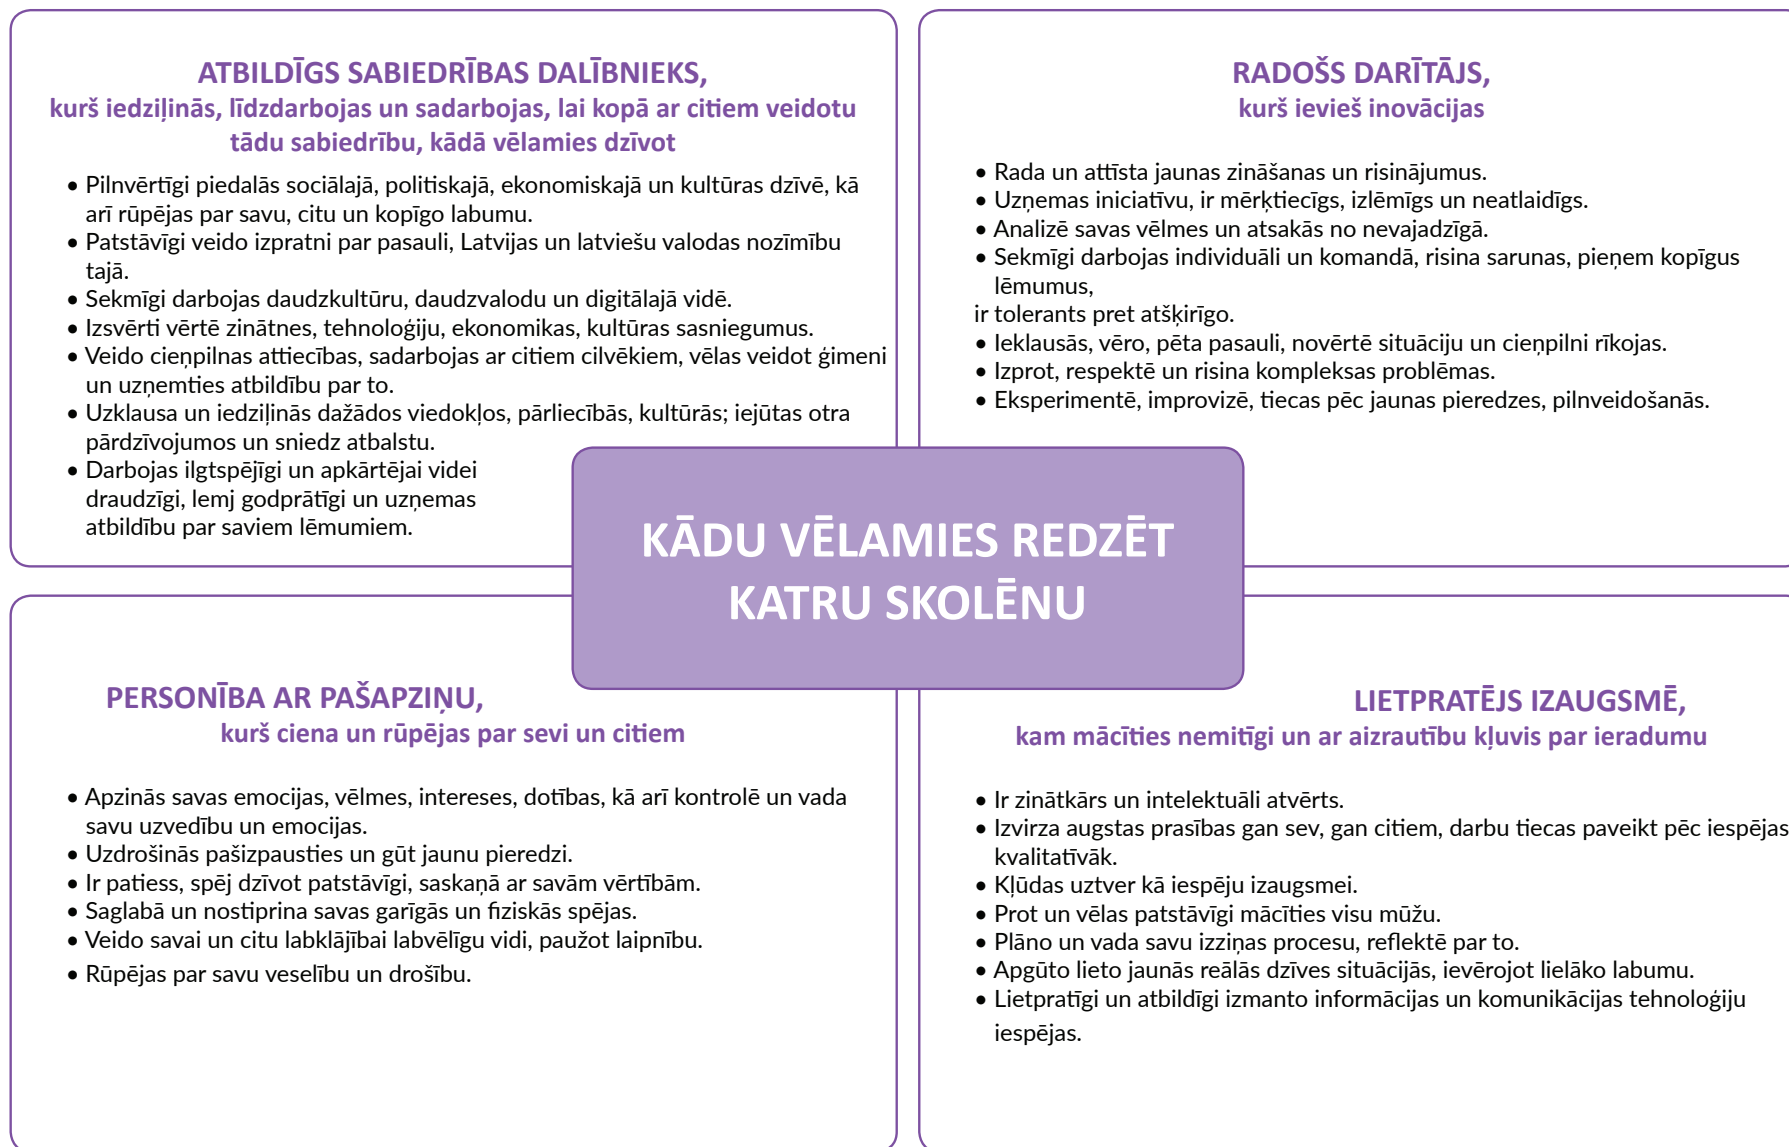 ATBILDĪGS SABIEDRĪBAS DALĪBNIEKS,
kurš iedziļinās, līdzdarbojas un sadarbojas, lai kopā ar citiem veidotu
tādu sabiedrību, kādā vēlamies dzīvot
• Pilnvērtīgi piedalās sociālajā, politiskajā, ekonomiskajā un kultūras dzīvē, kā
arī rūpējas par savu, citu un kopīgo labumu.
• Patstāvīgi veido izpratni par pasauli, Latvijas un latviešu valodas nozīmību
tajā.
• Sekmīgi darbojas daudzkultūru, daudzvalodu un digitālajā vidē.
• Izsvērti vērtē zinātnes, tehnoloģiju, ekonomikas, kultūras sasniegumus.
• Veido cieņpilnas attiecības, sadarbojas ar citiem cilvēkiem, vēlas veidot ģimeni
un uzņemties atbildību par to.
• Uzklausa un iedziļinās dažādos viedokļos, pārliecībās, kultūrās; iejūtas otra
pārdzīvojumos un sniedz atbalstu.
• Darbojas ilgtspējīgi un apkārtējai videi
draudzīgi, lemj godprātīgi un uzņemas
atbildību par saviem lēmumiem.
RADOŠS DARĪTĀJS,
kurš ievieš inovācijas
• Rada un attīsta jaunas zināšanas un risinājumus.
• Uzņemas iniciatīvu, ir mērķtiecīgs, izlēmīgs un neatlaidīgs.
• Analizē savas vēlmes un atsakās no nevajadzīgā.
• Sekmīgi darbojas individuāli un komandā, risina sarunas, pieņem kopīgus
lēmumus,
ir tolerants pret atšķirīgo.
• Ieklausās, vēro, pēta pasauli, novērtē situāciju un cieņpilni rīkojas.
• Izprot, respektē un risina kompleksas problēmas.
• Eksperimentē, improvizē, tiecas pēc jaunas pieredzes, pilnveidošanās.
KĀDU VĒLAMIES REDZĒT
KATRU SKOLĒNU
PERSONĪBA AR PAŠAPZIŅU,
kurš ciena un rūpējas par sevi un citiem
• Apzinās savas emocijas, vēlmes, intereses, dotības, kā arī kontrolē un vada
savu uzvedību un emocijas.
• Uzdrošinās pašizpausties un gūt jaunu pieredzi.
• Ir patiess, spēj dzīvot patstāvīgi, saskaņā ar savām vērtībām.
• Saglabā un nostiprina savas garīgās un fiziskās spējas.
• Veido savai un citu labklājībai labvēlīgu vidi, paužot laipnību.
• Rūpējas par savu veselību un drošību.
LIETPRATĒJS IZAUGSMĒ,
kam mācīties nemitīgi un ar aizrautību kļuvis par ieradumu
• Ir zinātkārs un intelektuāli atvērts.
• Izvirza augstas prasības gan sev, gan citiem, darbu tiecas paveikt pēc iespējas
kvalitatīvāk.
• Kļūdas uztver kā iespēju izaugsmei.
• Prot un vēlas patstāvīgi mācīties visu mūžu.
• Plāno un vada savu izziņas procesu, reflektē par to.
• Apgūto lieto jaunās reālās dzīves situācijās, ievērojot lielāko labumu.
• Lietpratīgi un atbildīgi izmanto informācijas un komunikācijas tehnoloģiju
iespējas.